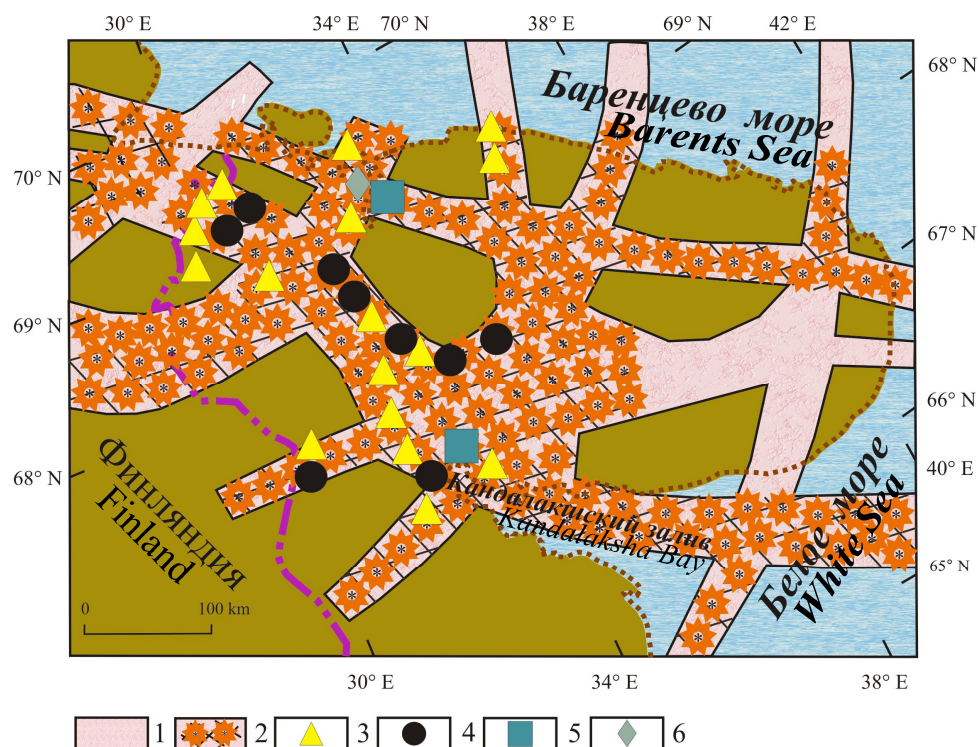 30° E 34° E 70° N 38° E 69° N 42° E
68° N
Баренцево море
Barents Sea
70° N
67° N
69° N
66° N
68° N
40° E
Финляндия
Finland
Кандалакшский залив
Kandalaksha Bay
Белое море
White Sea
65° N
0 100 km
30° E 34° E 38° E
1 2 3 4 5 6